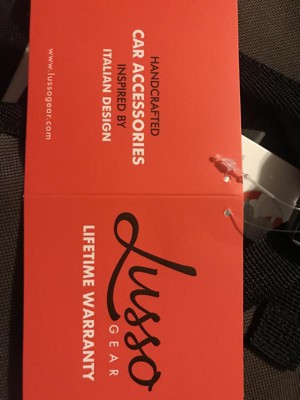 HANDCRAFTED
CAR ACCESSORIES
INSPIRED BY
ITALIAN DESIGN
www.lussogear.com
Lusso
GEAR
LIFETIME WARRANTY